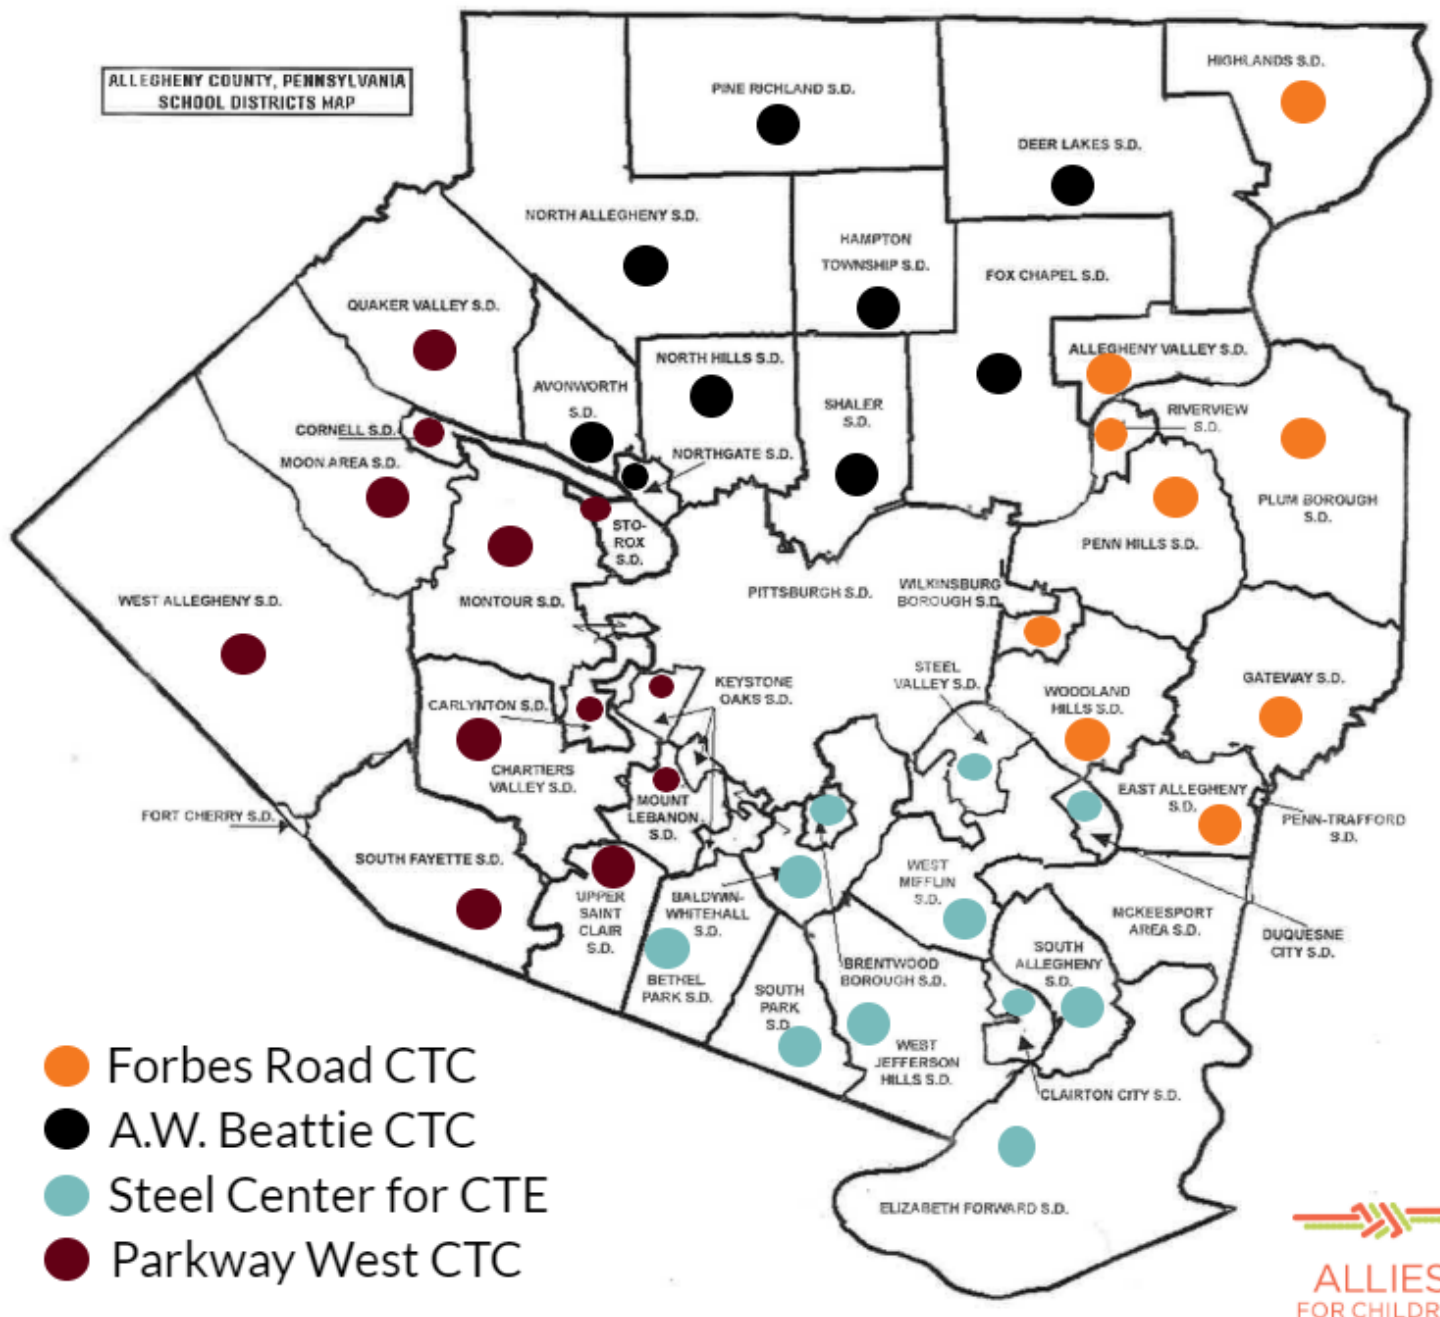 ALLEGHENY COUNTY, PENNSYLVANIA
SCHOOL DISTRICTS MAP
HIGHLANDS S.D.
PINE RICHLAND S.D.
DEER LAKES S.D.
NORTH ALLEGHENY S.D.
HAMPTON
TOWNSHIP S.D.
FOX CHAPEL S.D.
QUAKER VALLEY S.D.
ALLEGHENY VALLEY S.D.
NORTH HILLS S.D.
AVONWORTH
S.D.
SHALER
S.D.
RIVERVIEW
S.D.
CORNELL S.D.
MOON AREA S.D.
NORTHGATE S.D.
PLUM BOROUGH
S.D.
STO-
ROX
S.D.
PENN HILLS S.D.
WEST ALLEGHENY S.D.
MONTOUR S.D.
PITTSBURGH S.D.
WILKINSBURG
BOROUGH S.D.
STEEL
VALLEY S.D.
KEYSTONE
OAKS S.D.
WOODLAND
HILLS S.D.
GATEWAY S.D.
CARLYNTON S.D.
CHARTIERS
VALLEY S.D.
MOUNT
LEBANON
S.D.
EAST ALLEGHENY
S.D.
PENN-TRAFFORD
S.D.
FORT CHERRY S.D.
SOUTH FAYETTE S.D.
UPPER
SAINT
CLAIR
S.D.
BALDWIN-
WHITEHALL
S.D.
WEST
MIFFLIN
S.D.
MCKEESPORT
AREA S.D.
DUQUESNE
CITY S.D.
SOUTH
ALLEGHENY
S.D.
BRENTWOOD
BOROUGH S.D.
BETHEL
PARK S.D.
SOUTH
PARK
S.D.
WEST
JEFFERSON
HILLS S.D.
CLAIRTON CITY S.D.
ELIZABETH FORWARD S.D.
Forbes Road CTC
A.W. Beattie CTC
Steel Center for CTE
Parkway West CTC
ALLIES
FOR CHILDR